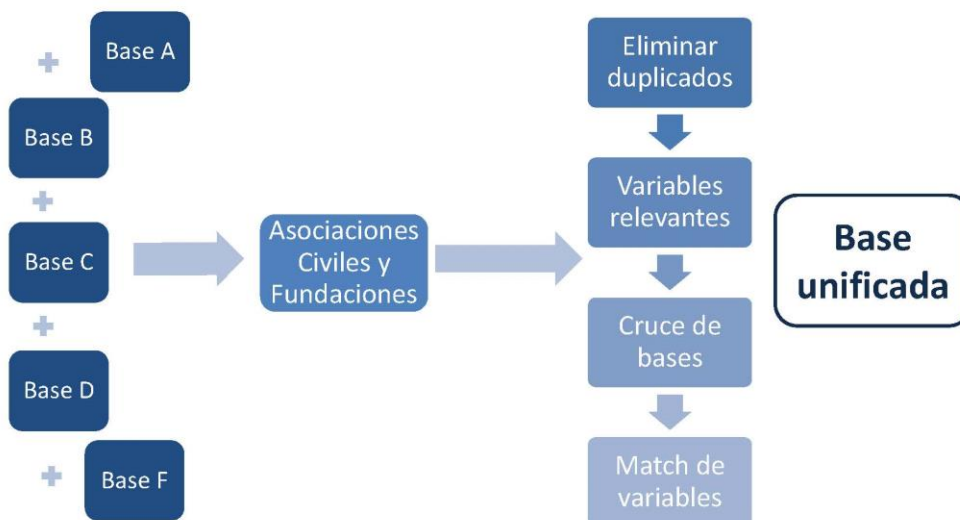 Base A
Base B
Base C
Base D
Base F
Asociaciones
Civiles y
Fundaciones
Eliminar
duplicados
Variables
relevantes
Cruce de
bases
Match de
variables
Base
unificada